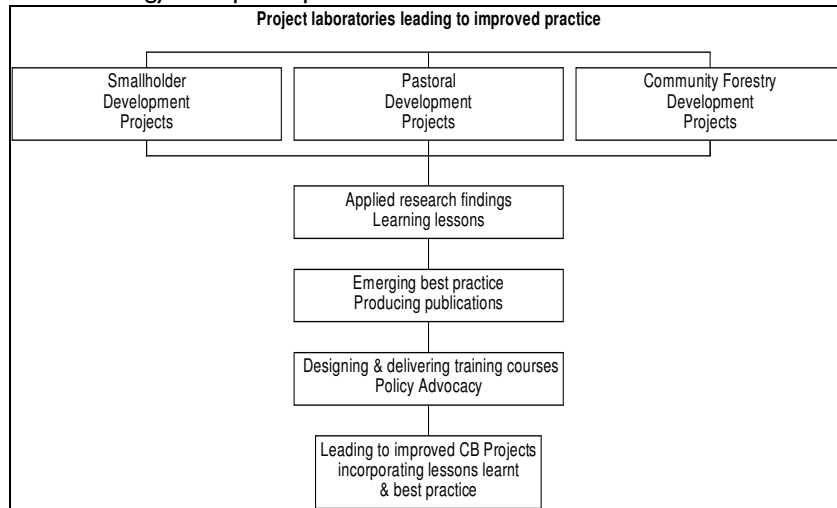 Project laboratories leading to improved practice
Smallholder
Development
Projects
Pastoral
Development
Projects
Community Forestry
Development
Projects
Applied research findings
Learning lessons
Emerging best practice
Producing publications
Designing & delivering training courses
Policy Advocacy
Leading to improved CB Projects
incorporating lessons learnt
& best practice